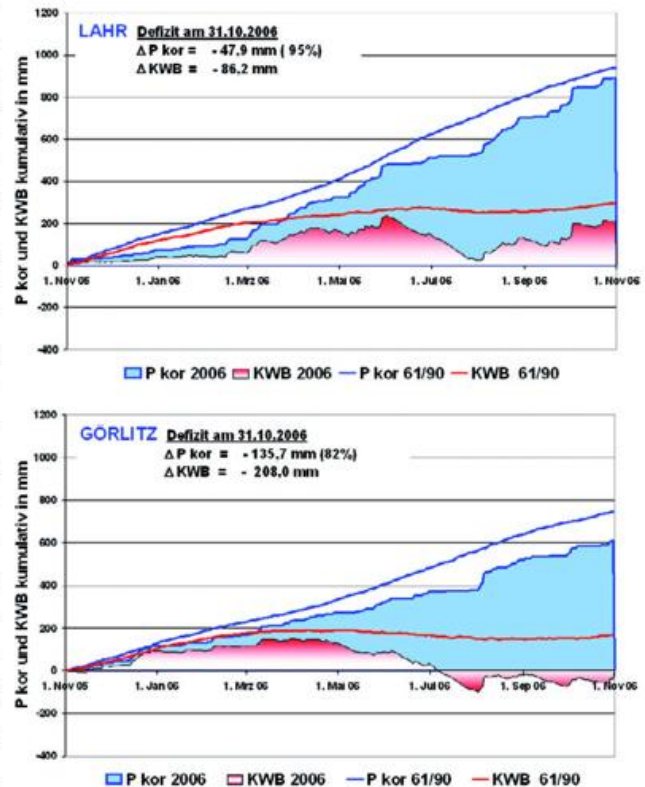 1200
LAHR Defizit am 31.10.2006
Δ P kor = - 47,9 mm ( 95%)
Δ KWB = - 86,2 mm
1000
800
600
400
200
0
-200
-400
P kor und KWB kumulativ in mm
1. Nov 05 1. Jan 06 1. Mrz 06 1. Mai 06 1. Jul 06 1. Sep 06 1. Nov 06
P kor 2006 KWB 2006 P kor 61/90 KWB 61/90
1200
GÖRLITZ Defizit am 31.10.2006
Δ P kor = - 135,7 mm (82%)
Δ KWB = - 208,0 mm
1000
800
600
400
200
0
-200
-400
P kor und KWB kumulativ in mm
1. Nov 05 1. Jan 06 1. Mrz 06 1. Mai 06 1. Jul 06 1. Sep 06 1. Nov 06
P kor 2006 KWB 2006 P kor 61/90 KWB 61/90